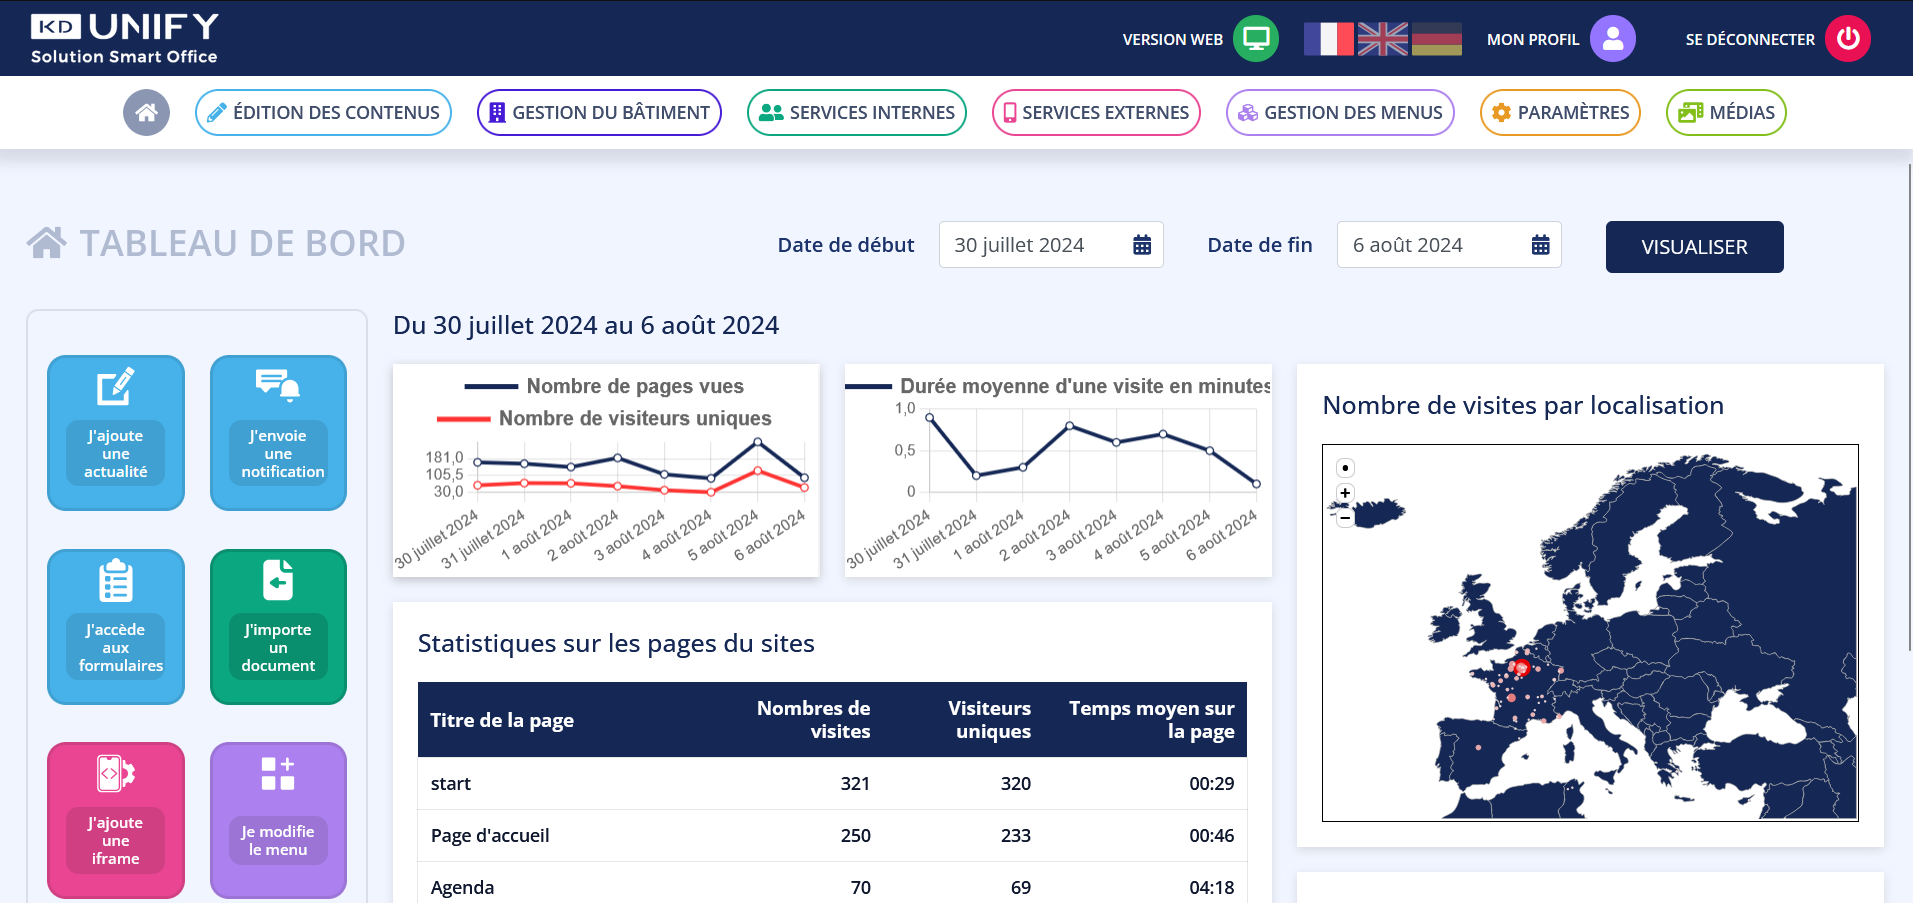 KD UNIFY
Solution Smart Office
VERSION WEB
MON PROFIL
SE DÉCONNECTER
ÉDITION DES CONTENUS
GESTION DU BÂTIMENT
SERVICES INTERNES
SERVICES EXTERNES
GESTION DES MENUS
PARAMÈTRES
MÉDIAS
TABLEAU DE BORD
Date de début
30 juillet 2024
Date de fin
6 août 2024
VISUALISER
J'ajoute
une
actualité
J'envoie
une
notification
J'accède
aux
formulaires
J'importe
un
document
J'ajoute
une
iframe
Je modifie
le menu
Du 30 juillet 2024 au 6 août 2024
Nombre de pages vues
Nombre de visiteurs uniques
181,0
105,5
30,0
30 juillet 2024
31 juillet 2024
1 août 2024
2 août 2024
3 août 2024
4 août 2024
5 août 2024
6 août 2024
Durée moyenne d'une visite en minutes
1,0
0,5
0
30 juillet 2024
31 juillet 2024
1 août 2024
2 août 2024
3 août 2024
4 août 2024
5 août 2024
6 août 2024
Nombre de visites par localisation
+
−
Statistiques sur les pages du sites
Titre de la page
Nombres de
visites
Visiteurs
uniques
Temps moyen sur
la page
start 321 320 00:29
Page d'accueil 250 233 00:46
Agenda 70 69 04:18